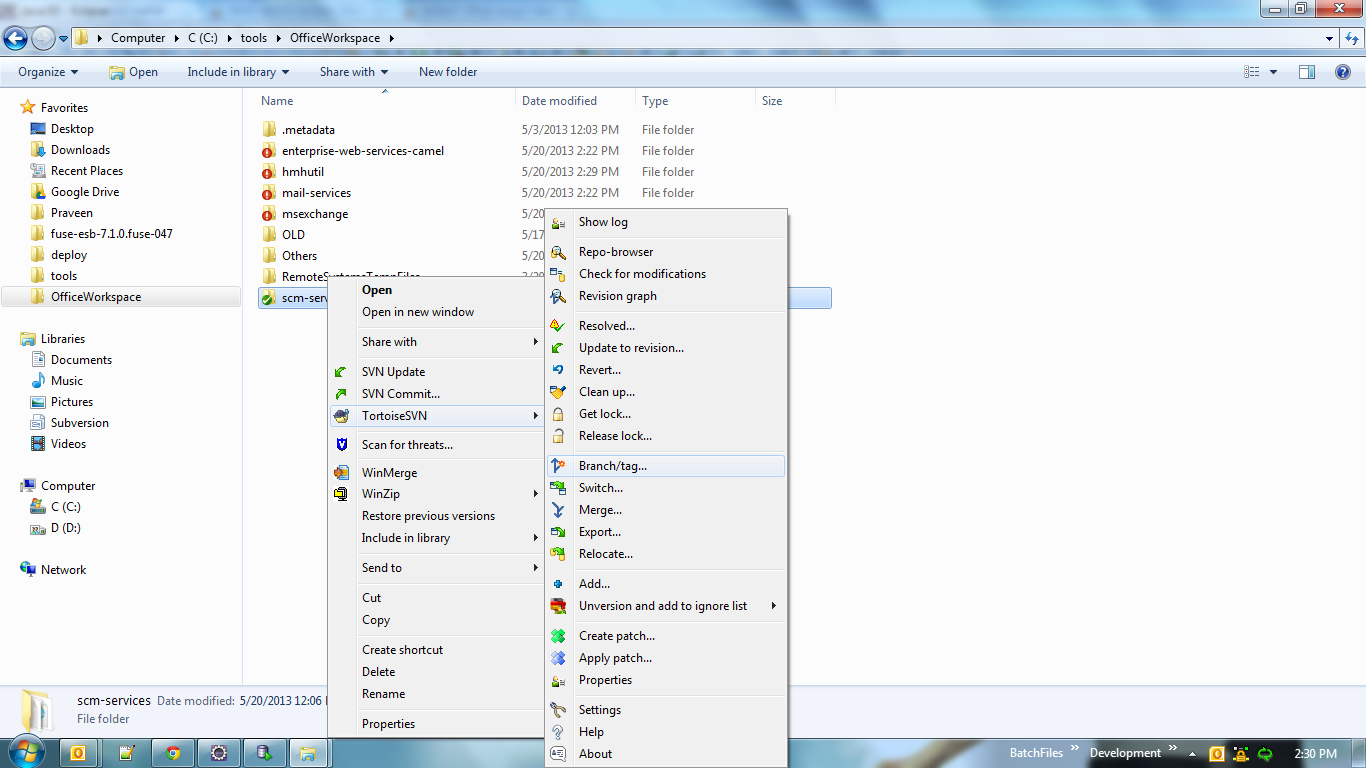 Computer C (C:) tools OfficeWorkspace
Organize Open Include in library Share with New folder
Name Date modified Type Size
Favorites
Desktop
Downloads
Recent Places
Google Drive
Praveen
fuse-esb-7.1.0.fuse-047
deploy
tools
OfficeWorkspace
Libraries
Documents
Music
Pictures
Subversion
Videos
Computer
C (C:)
D (D:)
Network
.metadata 5/3/2013 12:03 PM File folder
enterprise-web-services-camel 5/20/2013 2:22 PM File folder
hmhutil 5/20/2013 2:29 PM File folder
mail-services 5/20/2013 2:22 PM File folder
msexchange 5/20
OLD 5/17
Others 5/20
RemoteSystemsTempFiles
scm-serv
Open
Open in new window
Share with
SVN Update
SVN Commit...
TortoiseSVN
Scan for threats...
WinMerge
WinZip
Restore previous versions
Include in library
Send to
Cut
Copy
Create shortcut
Delete
Rename
Properties
Show log
Repo-browser
Check for modifications
Revision graph
Resolved...
Update to revision...
Revert...
Clean up...
Get lock...
Release lock...
Branch/tag...
Switch...
Merge...
Export...
Relocate...
Add...
Unversion and add to ignore list
Create patch...
Apply patch...
Properties
Settings
Help
About
scm-services Date modified: 5/20/2013 12:06
File folder
BatchFiles Development 2:30 PM